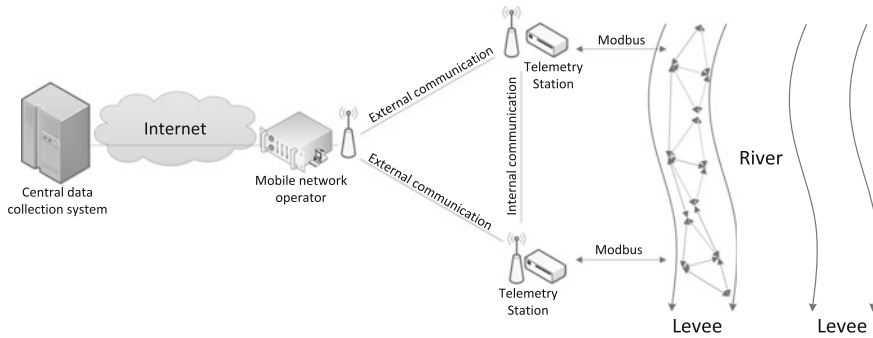 Modbus
Telemetry
Station
External communication
Internet
Central data
collection system
Mobile network
operator
External communication
Internal communication
River
Modbus
Telemetry
Station
Levee
Levee